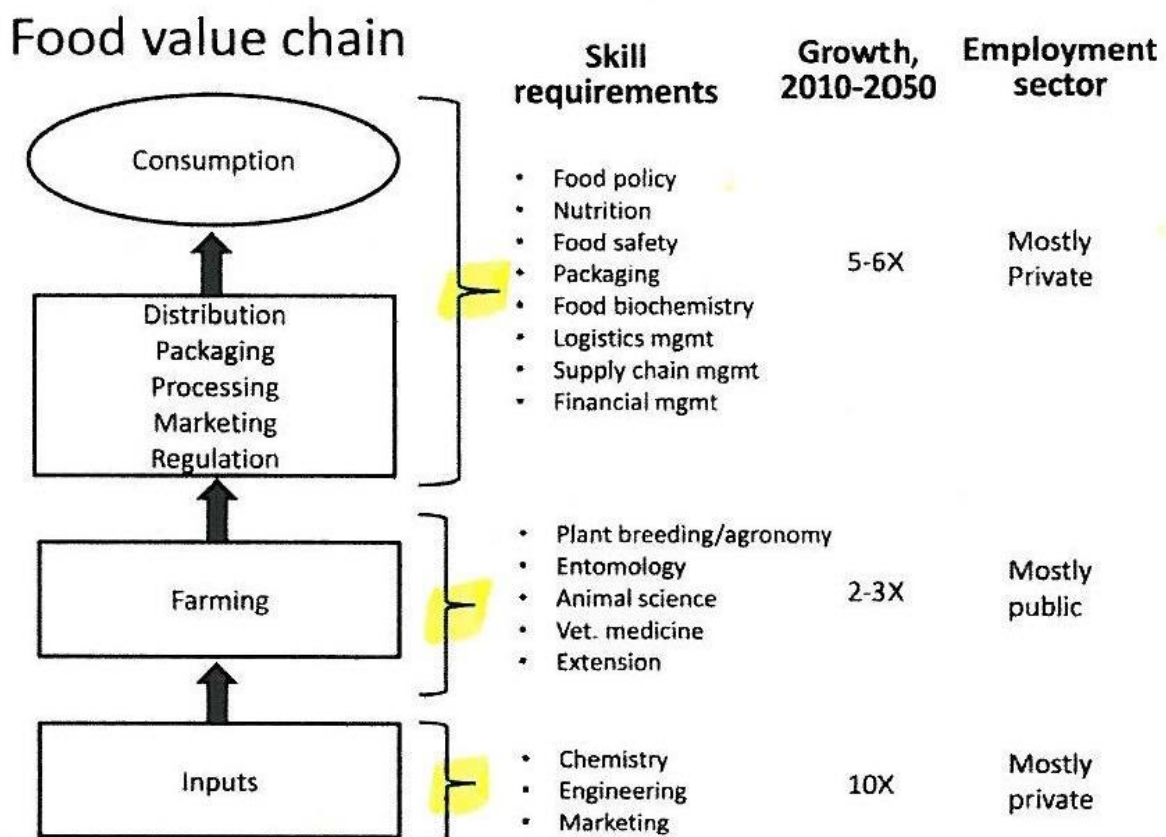 Food value chain
Skill requirements
Growth, 2010-2050
Employment sector
Consumption
Distribution
Packaging
Processing
Marketing
Regulation
• Food policy
• Nutrition
• Food safety
• Packaging
• Food biochemistry
• Logistics mgmt
• Supply chain mgmt
• Financial mgmt
5-6X
Mostly
Private
Farming
• Plant breeding/agronomy
• Entomology
• Animal science
• Vet. medicine
• Extension
2-3X
Mostly
public
Inputs
• Chemistry
• Engineering
• Marketing
10X
Mostly
private